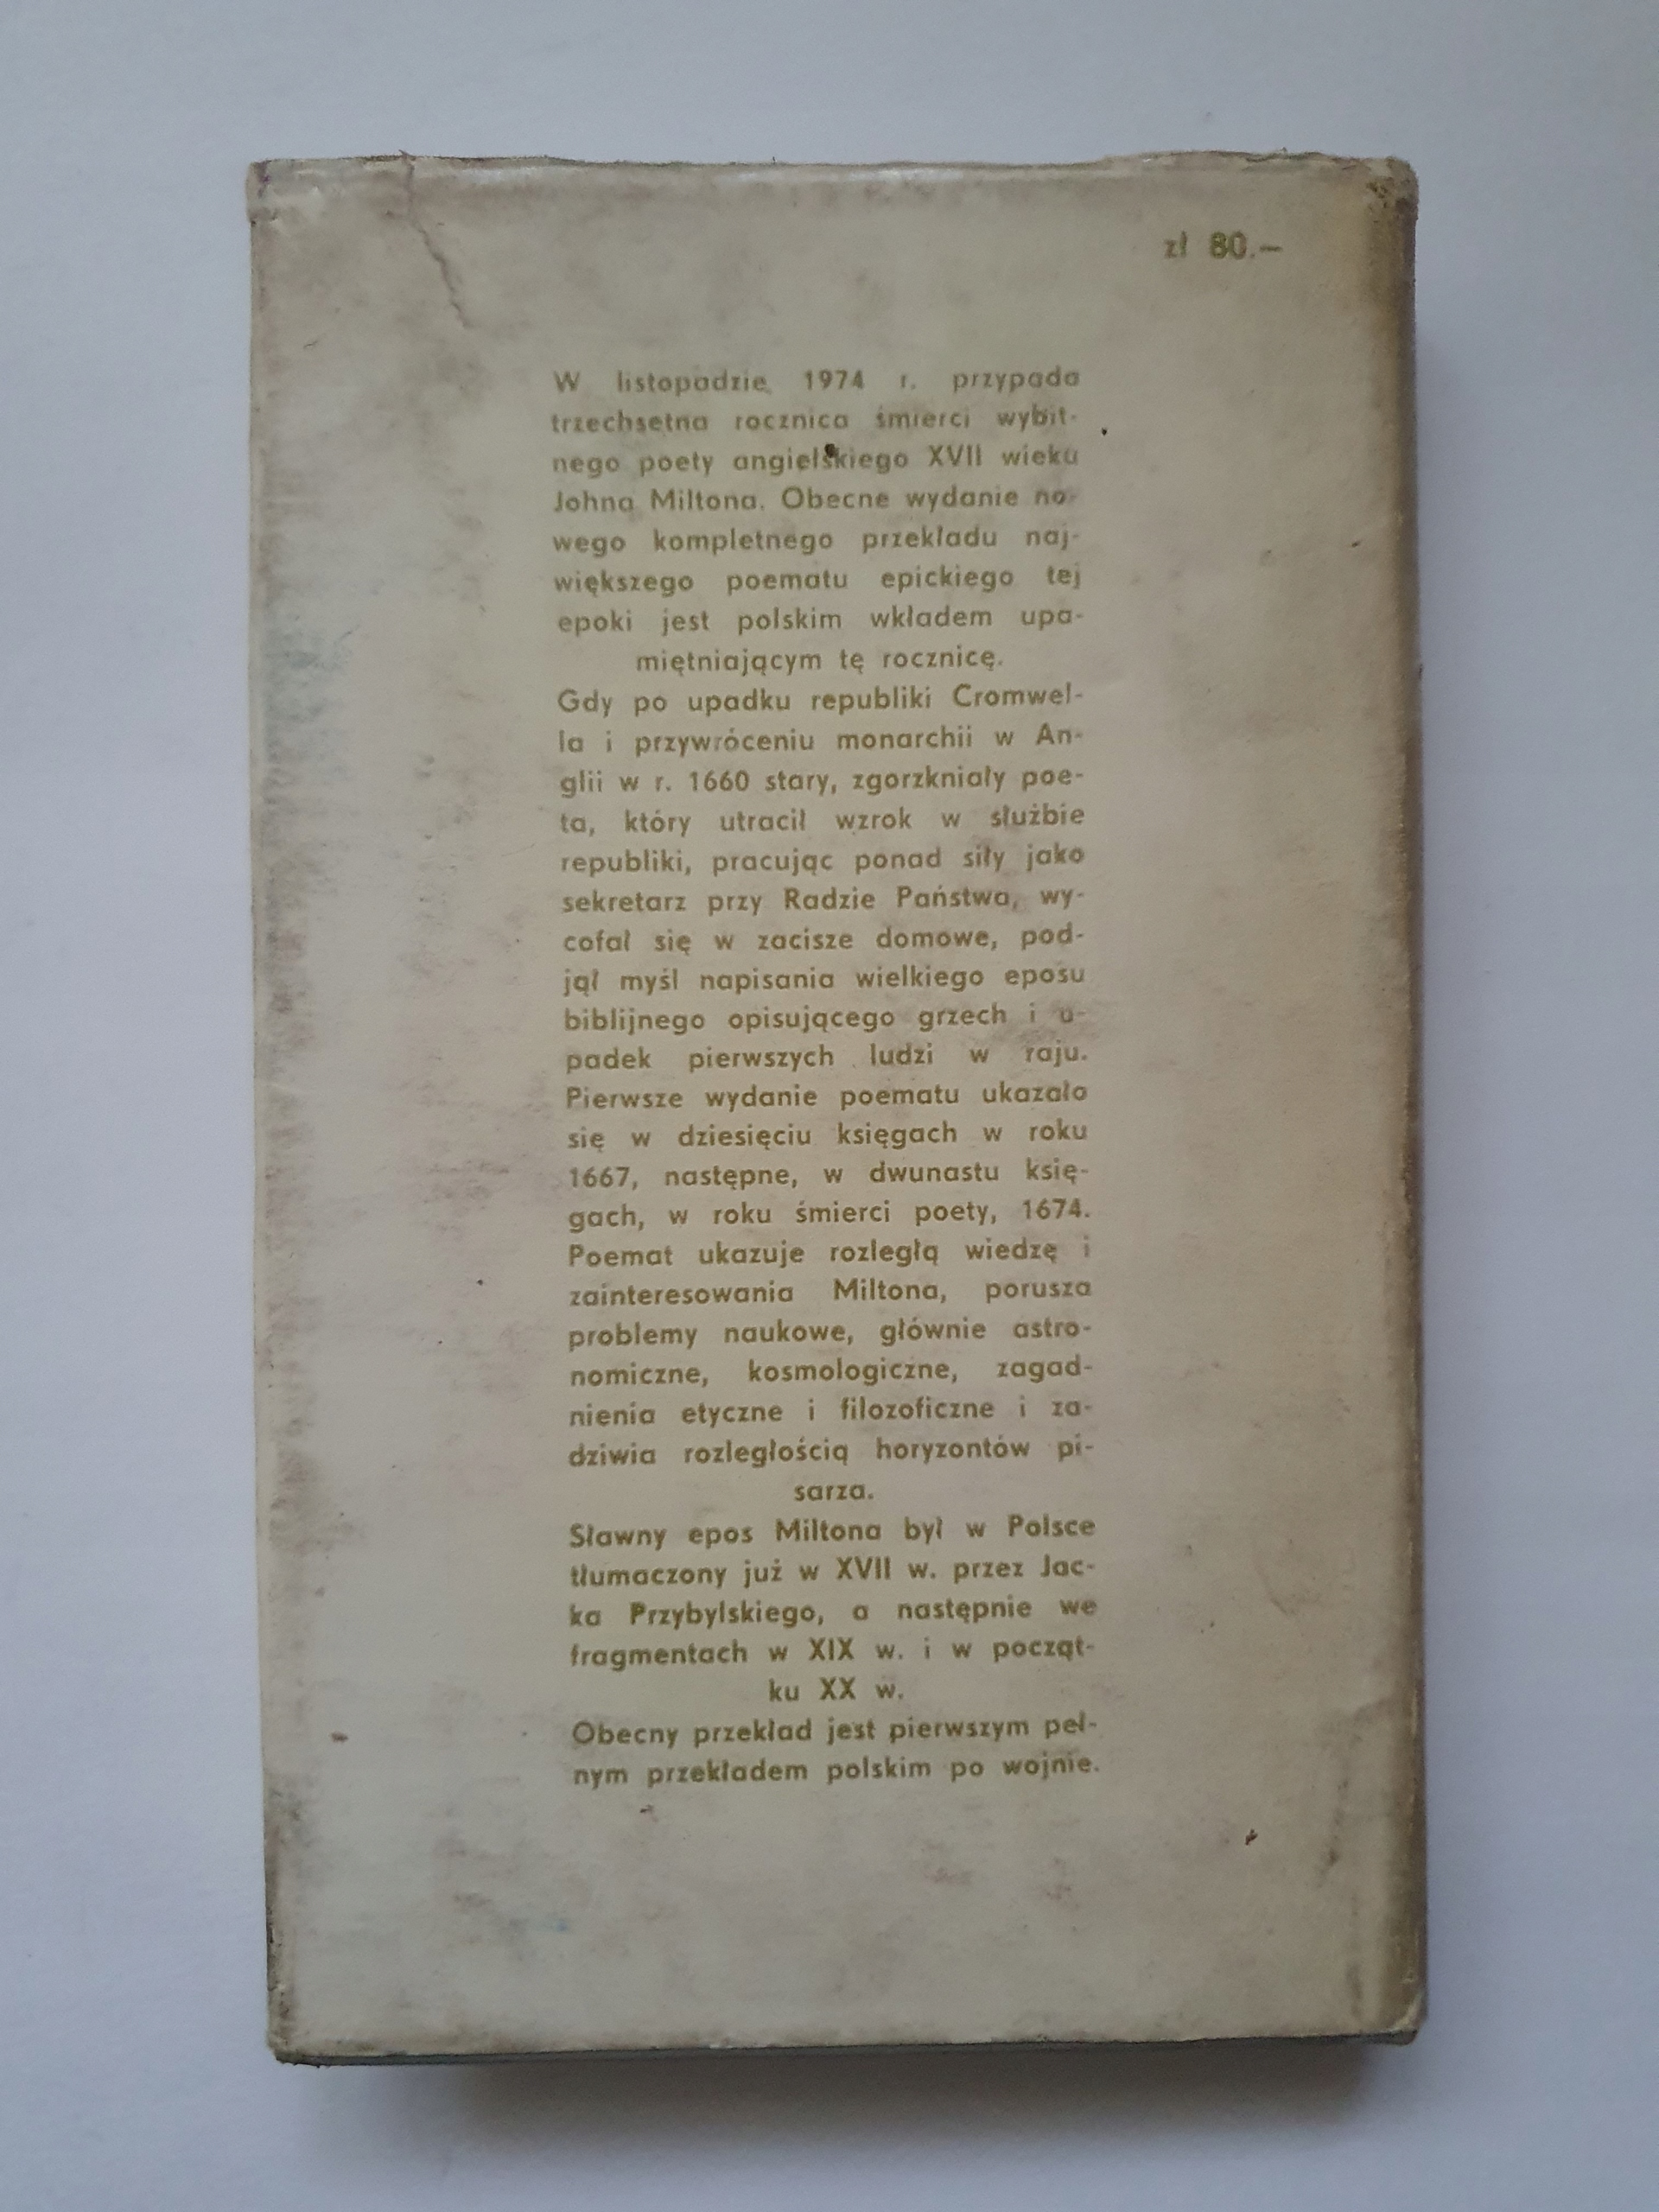 zł 80.—
W listopadzie 1974 r. przypada
trzechsetna rocznica śmierci wybit-
nego poety angielskiego XVII wieku
Johna Miltona. Obecne wydanie no-
wego kompletnego przekładu naj-
większego poematu epickiego tej
epoki jest polskim wkładem upa-
miętniającym tę rocznicę.
Gdy po upadku republiki Cromwel-
la i przywróceniu monarchii w An-
glii w r. 1660 stary, zgorzkniały poe-
ta, który utracił wzrok w służbie
republiki, pracując ponad siły jako
sekretarz przy Radzie Państwa, wy-
cofał się w zacisze domowe, pod-
jął myśl napisania wielkiego eposu
biblijnego opisującego grzech i u-
padek pierwszych ludzi w raju.
Pierwsze wydanie poematu ukazało
się w dziesięciu księgach w roku
1667, następne, w dwunastu księ-
gach, w roku śmierci poety, 1674.
Poemat ukazuje rozległą wiedzę i
zainteresowania Miltona, porusza
problemy naukowe, głównie astro-
nomiczne, kosmologiczne, zagad-
nienia etyczne i filozoficzne i za-
dziwia rozległością horyzontów pi-
sarza.
Sławny epos Miltona był w Polsce
tłumaczony już w XVII w. przez Jac-
ka Przybylskiego, a następnie we
fragmentach w XIX w. i w począt-
ku XX w.
Obecny przekład jest pierwszym peł-
nym przekładem polskim po wojnie.